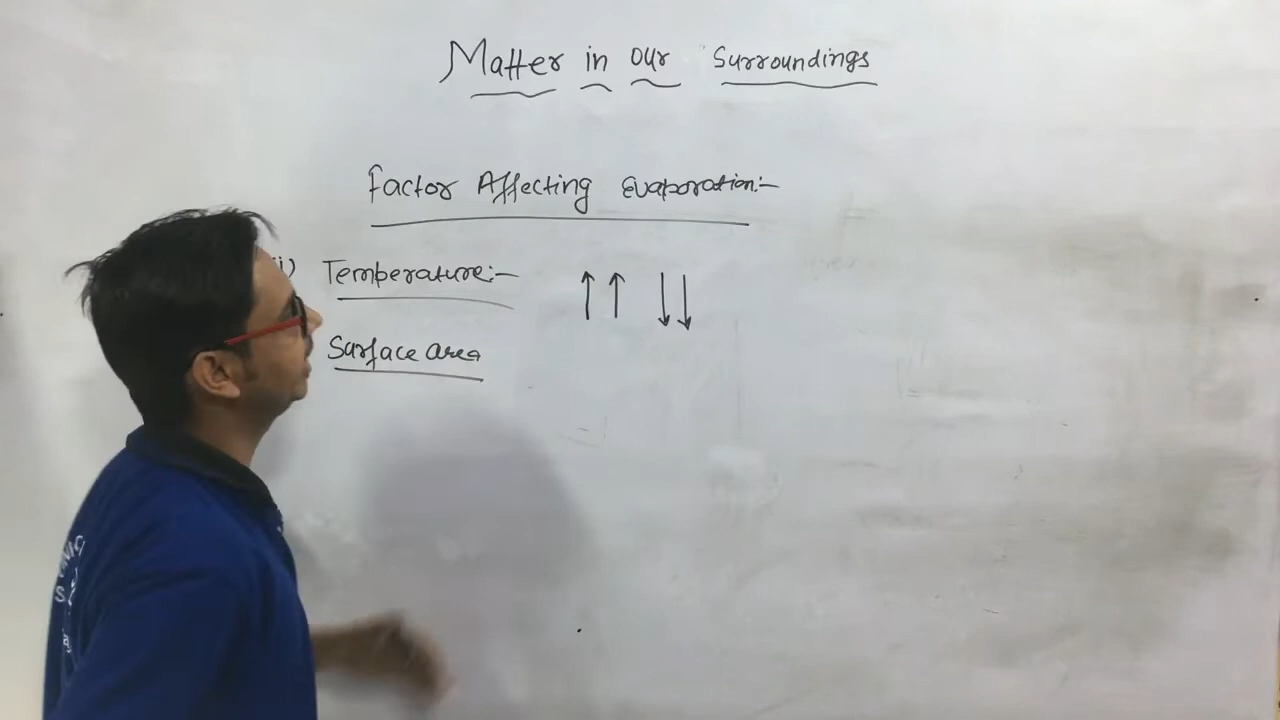 Matter in our Surroundings
Factor Affecting Evaporation:-
i) Temperature:- ↑↑ ↓↓
Surface area